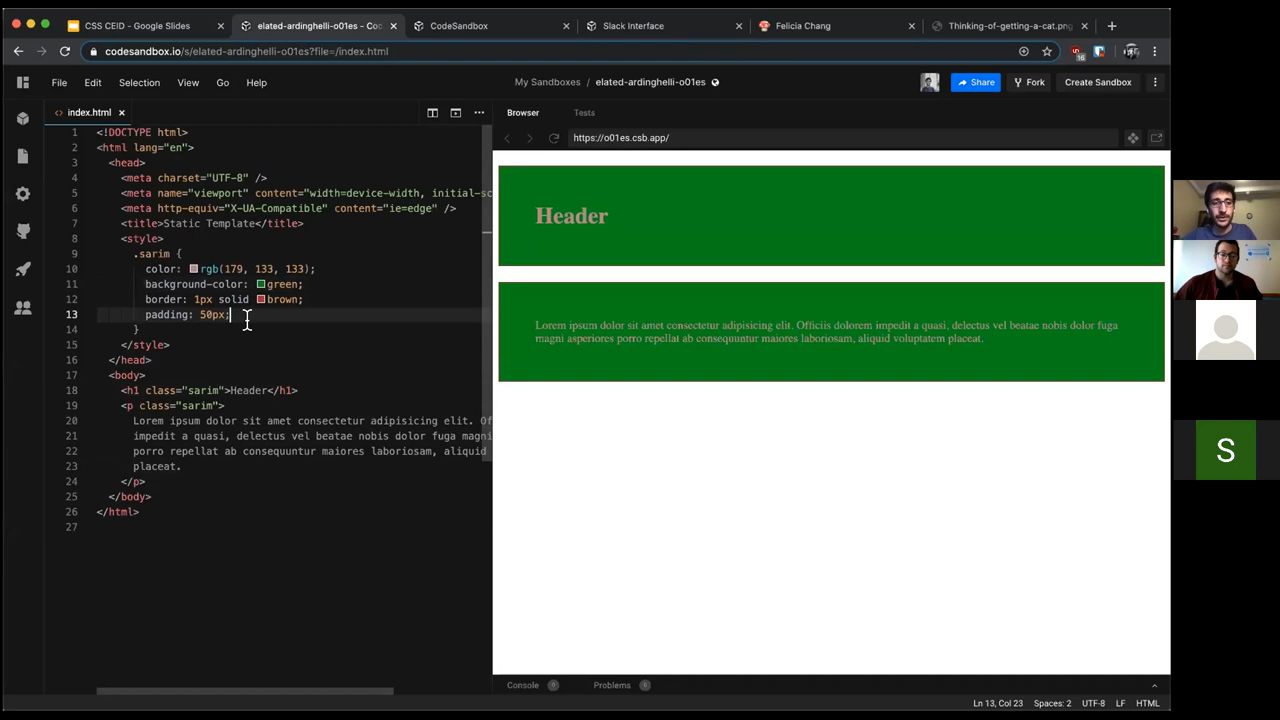 CSS CEID - Google Slides
elated-ardinghelli-o01es - Co
CodeSandbox
Slack Interface
Felicia Chang
Thinking-of-getting-a-cat.png
codesandbox.io/s/elated-ardinghelli-o01es?file=/index.html
16
File Edit Selection View Go Help
My Sandboxes / elated-ardinghelli-o01es
Share
Fork
Create Sandbox
index.html
Browser
Tests
https://o01es.csb.app/
1 <!DOCTYPE html>
2 <html lang="en">
3 <head>
4 <meta charset="UTF-8" />
5 <meta name="viewport" content="width=device-width, initial-sc
6 <meta http-equiv="X-UA-Compatible" content="ie=edge" />
7 <title>Static Template</title>
8 <style>
9 .sarim {
10 color: rgb(179, 133, 133);
11 background-color: green;
12 border: 1px solid brown;
13 padding: 50px;
14 }
15 </style>
16 </head>
17 <body>
18 <h1 class="sarim">Header</h1>
19 <p class="sarim">
20 Lorem ipsum dolor sit amet consectetur adipisicing elit. Of
21 impedit a quasi, delectus vel beatae nobis dolor fuga magni
22 porro repellat ab consequuntur maiores laboriosam, aliquid
23 placeat.
24 </p>
25 </body>
26 </html>
27
Header
Lorem ipsum dolor sit amet consectetur adipisicing elit. Officiis dolorem impedit a quasi, delectus vel beatae nobis dolor fuga
magni asperiores porro repellat ab consequuntur maiores laboriosam, aliquid voluptatem placeat.
S
Console 0
Problems 0
Ln 13, Col 23 Spaces: 2 UTF-8 LF HTML